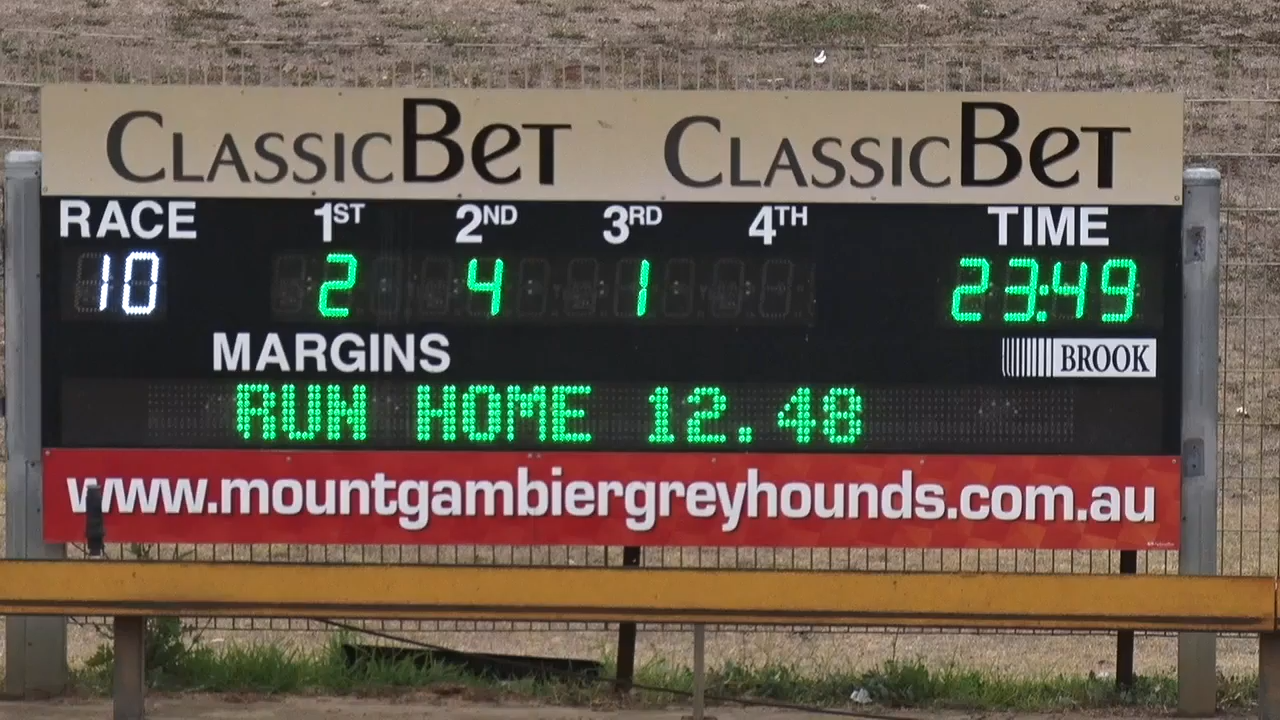 CLASSICBET CLASSICBET
RACE 1ST 2ND 3RD 4TH TIME
10 2 4 1 23:49
MARGINS BROOK
RUN HOME 12.48
www.mountgambiergreyhounds.com.au